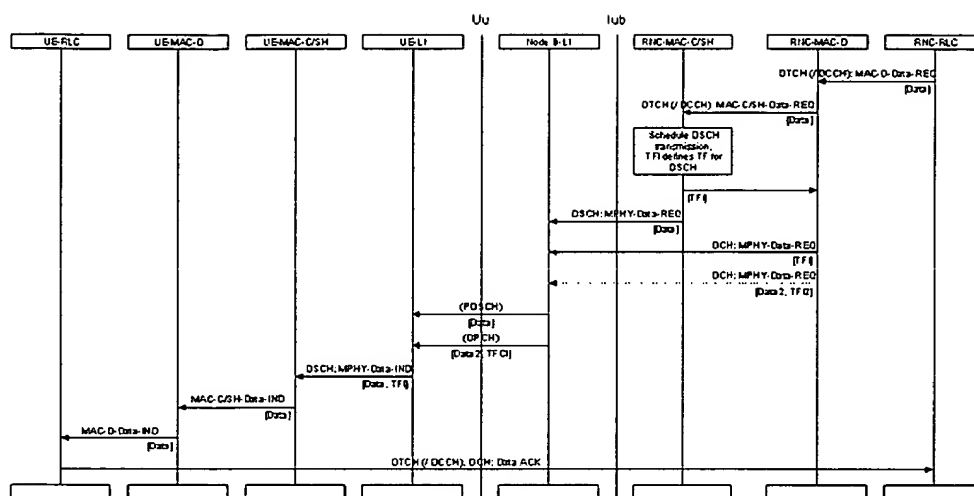 Uu
Iub
UE-RLC
UE-MAC-D
UE-MAC-C/SH
UE-L1
Node B-L1
RNC-MAC-C/SH
RNC-MAC-D
RNC-RLC
DTCH (/ DCCH): MAC-D-Data-REQ
[Data]
DTCH (/ DCCH): MAC-C/SH-Data-REQ
[Data]
Schedule DSCH
transmission,
TFI defines TF for
DSCH
[TFI]
DSCH: MPHY-Data-REQ
[Data]
DCH: MPHY-Data-REQ
[TFI]
DCH: MPHY-Data-REQ
[Data2, TFI2]
(PDSCH)
[Data]
(DPCH)
[Data2, TFCI]
DSCH: MPHY-Data-IND
[Data, TFI]
MAC-C/SH-Data-IND
[Data]
MAC-D-Data-IND
[Data]
DTCH (/ DCCH): DCH: Data ACK